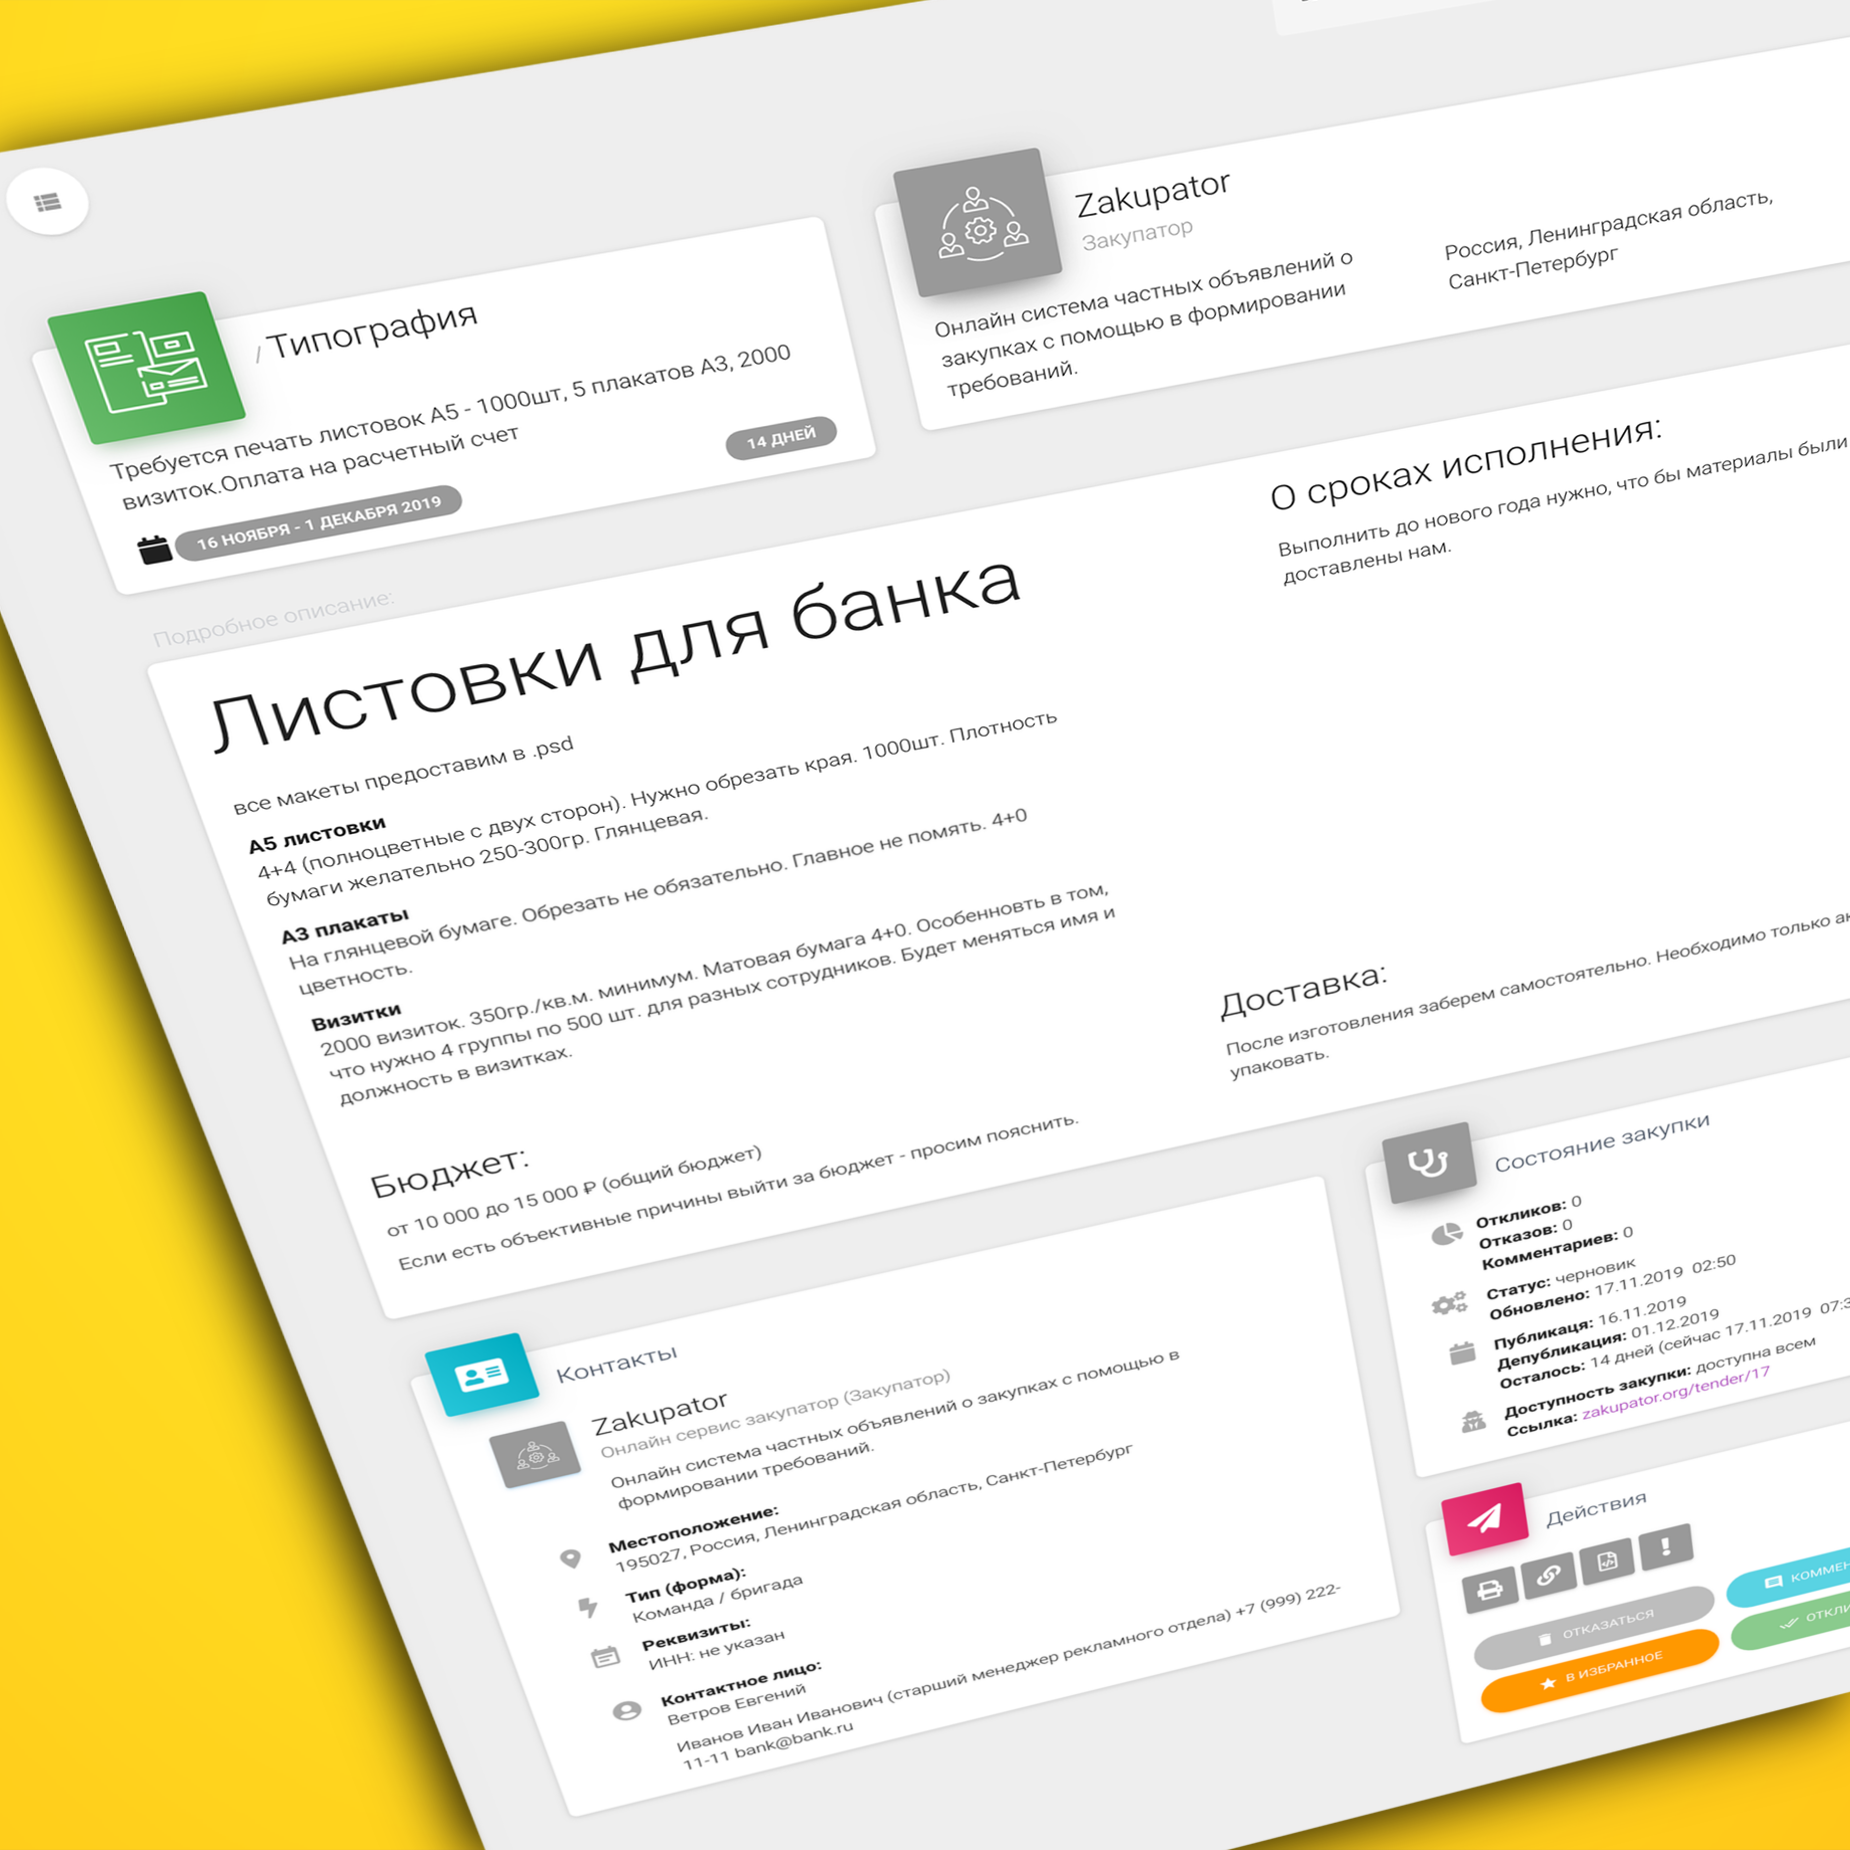 / Типография
Требуется печать листовок А5 - 1000шт, 5 плакатов А3, 2000
визиток.Оплата на расчетный счет
14 ДНЕЙ
16 НОЯБРЯ - 1 ДЕКАБРЯ 2019
Zakupator
Закупатор
Онлайн система частных объявлений о
закупках с помощью в формировании
требований.
Россия, Ленинградская область,
Санкт-Петербург
Подробное описание:
Листовки для банка
все макеты предоставим в .psd
А5 листовки
4+4 (полноцветные с двух сторон). Нужно обрезать края. 1000шт. Плотность
бумаги желательно 250-300гр. Глянцевая.
А3 плакаты
На глянцевой бумаге. Обрезать не обязательно. Главное не помять. 4+0
цветность.
Визитки
2000 визиток. 350гр./кв.м. минимум. Матовая бумага 4+0. Особенновть в том,
что нужно 4 группы по 500 шт. для разных сотрудников. Будет меняться имя и
должность в визитках.
Бюджет:
от 10 000 до 15 000 ₽ (общий бюджет)
Если есть объективные причины выйти за бюджет - просим пояснить.
О сроках исполнения:
Выполнить до нового года нужно, что бы материалы были
доставлены нам.
Доставка:
После изготовления заберем самостоятельно. Необходимо только
упаковать.
Контакты
Zakupator
Онлайн сервис закупатор (Закупатор)
Онлайн система частных объявлений о закупках с помощью в
формировании требований.
Местоположение:
195027, Россия, Ленинградская область, Санкт-Петербург
Тип (форма):
Команда / бригада
Реквизиты:
ИНН: не указан
Контактное лицо:
Ветров Евгений
Иванов Иван Иванович (старший менеджер рекламного отдела) +7 (999) 222-
11-11 bank@bank.ru
Состояние закупки
Откликов: 0
Отказов: 0
Комментариев: 0
Статус: черновик
Обновлено: 17.11.2019 02:50
Публикаця: 16.11.2019
Депубликация: 01.12.2019
Осталось: 14 дней (сейчас 17.11.2019 07:3
Доступность закупки: доступна всем
Ссылка: zakupator.org/tender/17
Действия
ОТКАЗАТЬСЯ
КОММЕН
В ИЗБРАННОЕ
ОТКЛИ